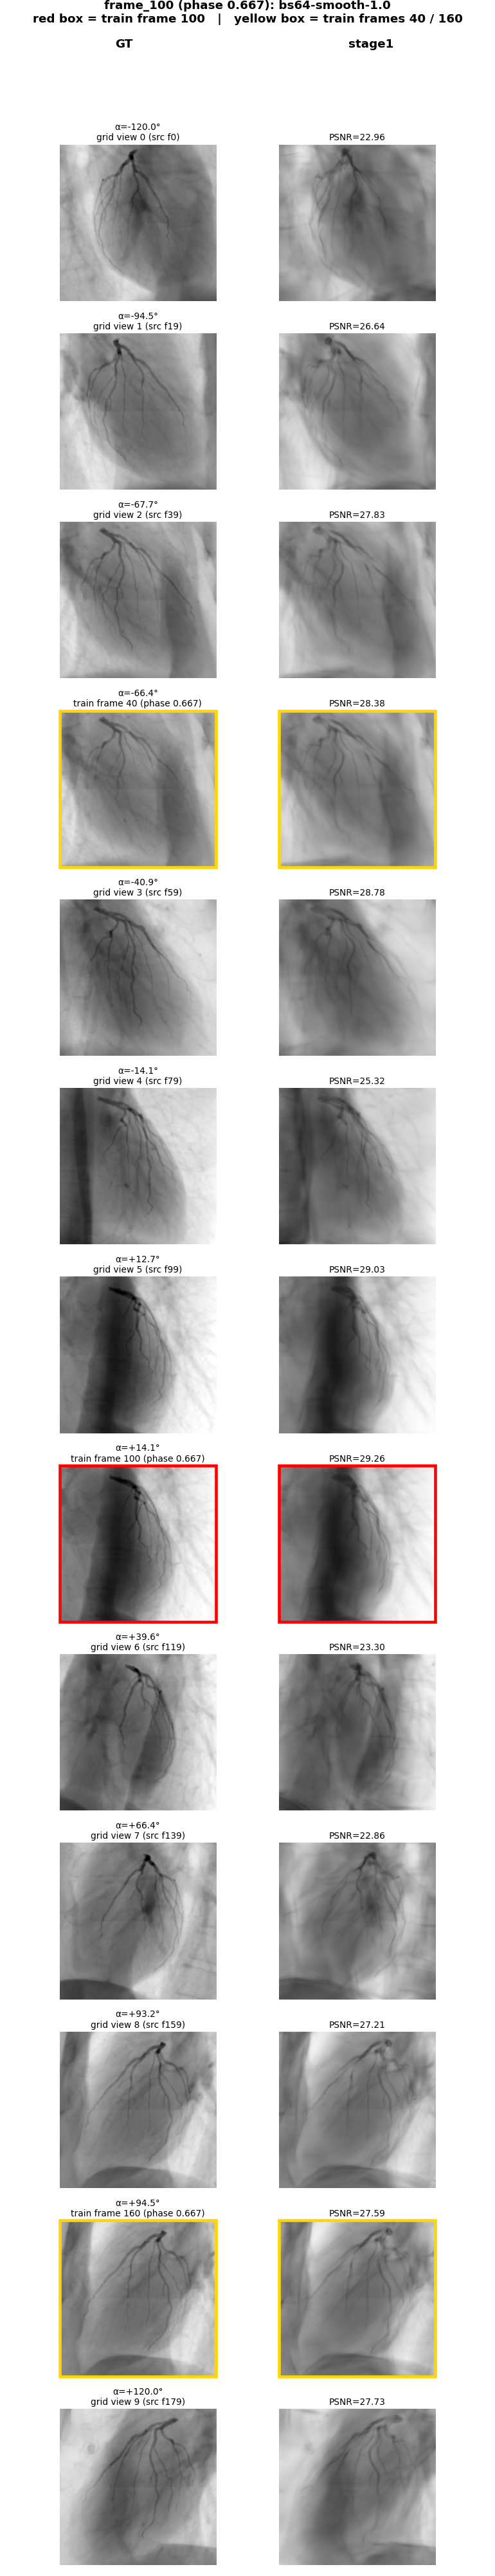 frame_100 (phase 0.667): bs64-smooth-1.0
red box = train frame 100   |   yellow box = train frames 40 / 160
GT
stage1
α=-120.0°
grid view 0 (src f0)
PSNR=22.96
α=-94.5°
grid view 1 (src f19)
PSNR=26.64
α=-67.7°
grid view 2 (src f39)
PSNR=27.83
α=-66.4°
train frame 40 (phase 0.667)
PSNR=28.38
α=-40.9°
grid view 3 (src f59)
PSNR=28.78
α=-14.1°
grid view 4 (src f79)
PSNR=25.32
α=+12.7°
grid view 5 (src f99)
PSNR=29.03
α=+14.1°
train frame 100 (phase 0.667)
PSNR=29.26
α=+39.6°
grid view 6 (src f119)
PSNR=23.30
α=+66.4°
grid view 7 (src f139)
PSNR=22.86
α=+93.2°
grid view 8 (src f159)
PSNR=27.21
α=+94.5°
train frame 160 (phase 0.667)
PSNR=27.59
α=+120.0°
grid view 9 (src f179)
PSNR=27.73